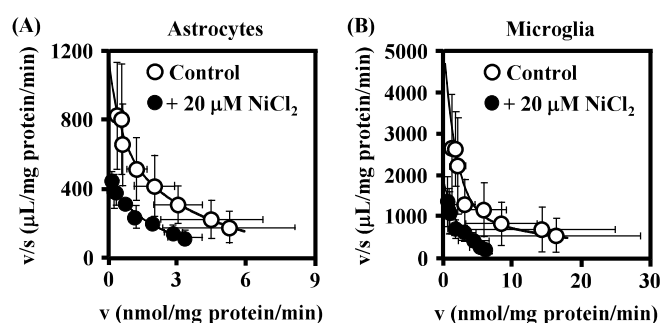 (A) Astrocytes
1200
800
400
0
0 3 6 9
v/s (μL/mg protein/min)
v (nmol/mg protein/min)
Control
+ 20 μM NiCl₂
(B) Microglia
5000
4000
3000
2000
1000
0
0 10 20 30
v/s (μL/mg protein/min)
v (nmol/mg protein/min)
Control
+ 20 μM NiCl₂